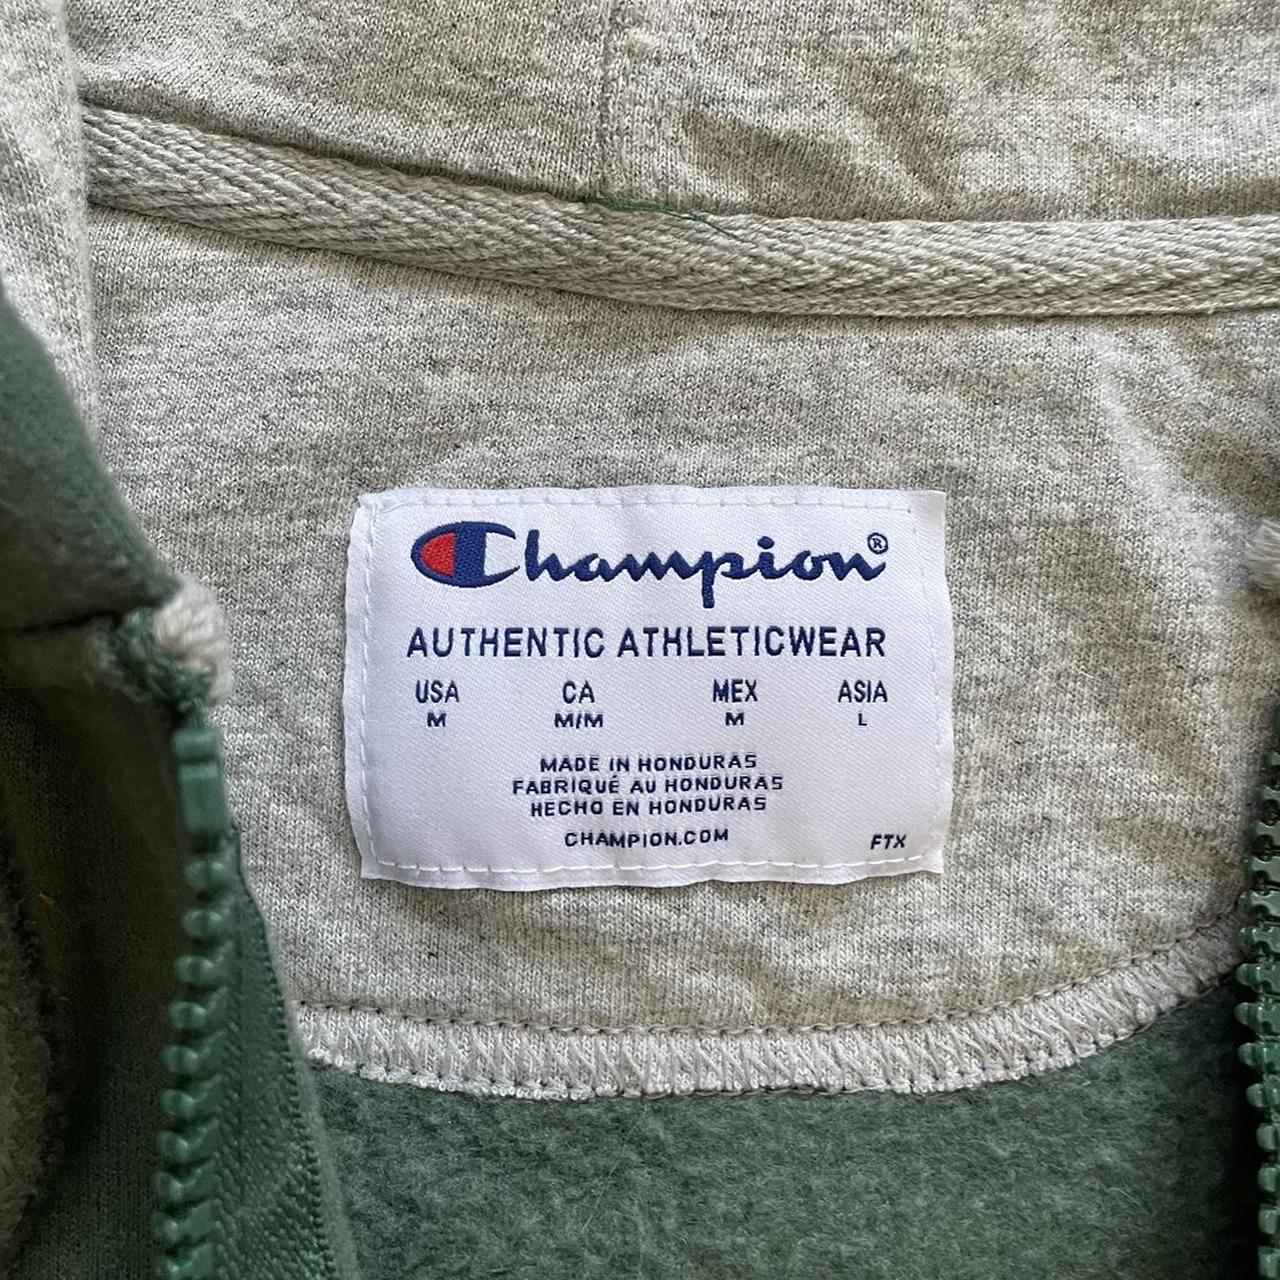 Champion®
AUTHENTIC ATHLETICWEAR
USA CA MEX ASIA
M M/M M L
MADE IN HONDURAS
FABRIQUÉ AU HONDURAS
HECHO EN HONDURAS
CHAMPION.COM FTX